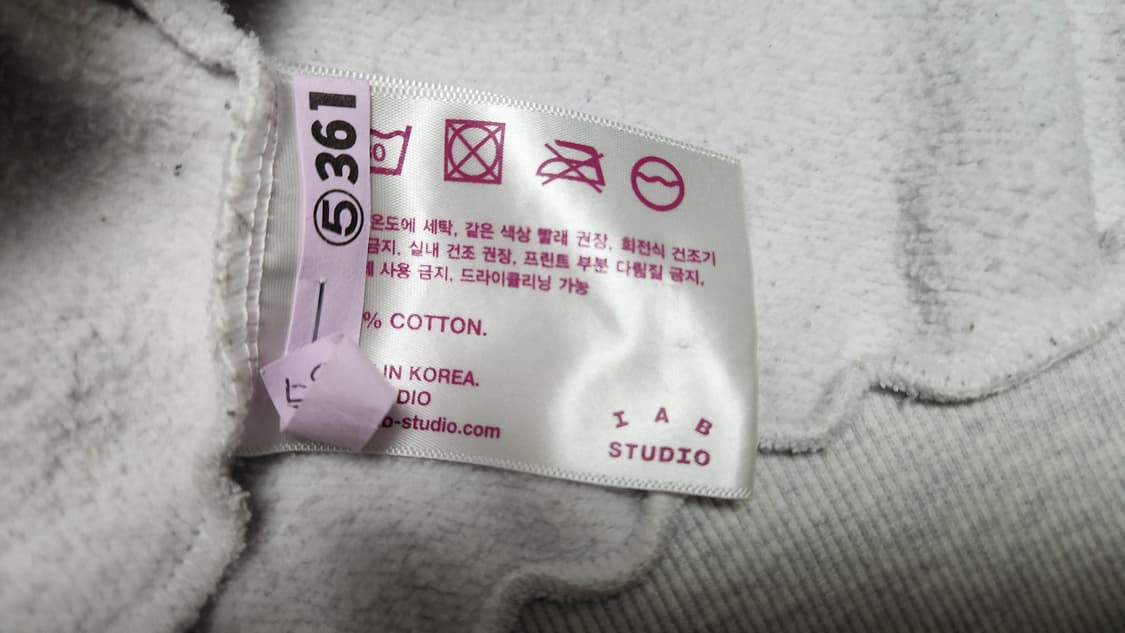 ⑤361
온도에 세탁, 같은 색상 빨래 권장, 회전식 건조기
금지, 실내 건조 권장, 프린트 부분 다림질 금지,
사용 금지, 드라이클리닝 가능
% COTTON.
IN KOREA.
DIO
-studio.com
IAB
STUDIO